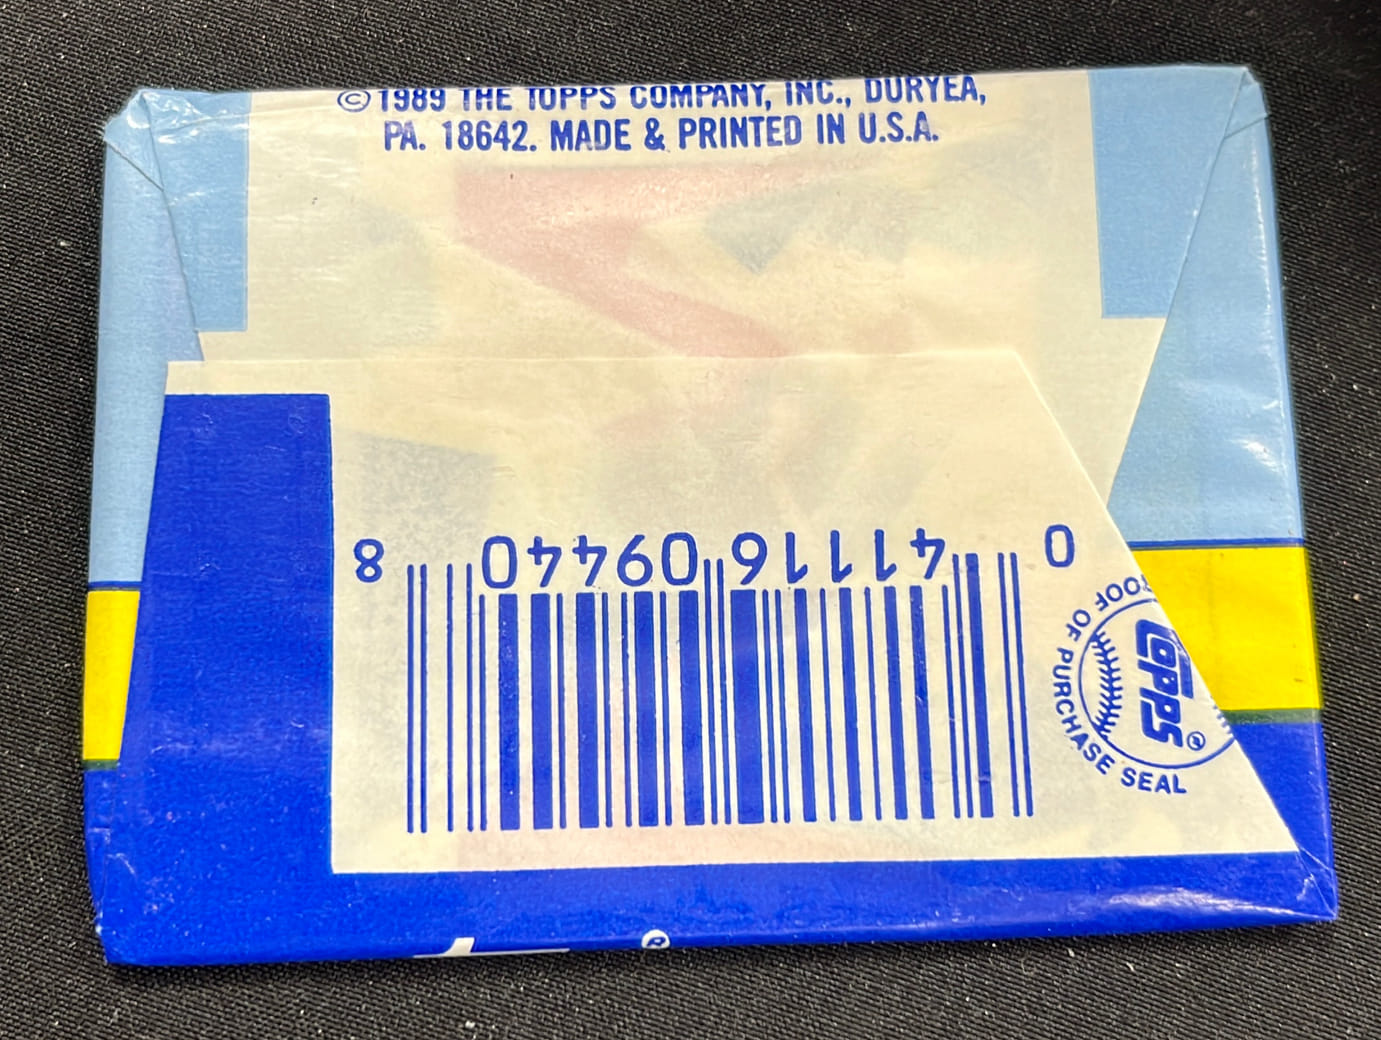 ©1989 THE TOPPS COMPANY, INC., DURYEA,
PA. 18642. MADE & PRINTED IN U.S.A.
0 41116 09440 8
ROOF OF PURCHASE SEAL
Topps®
®